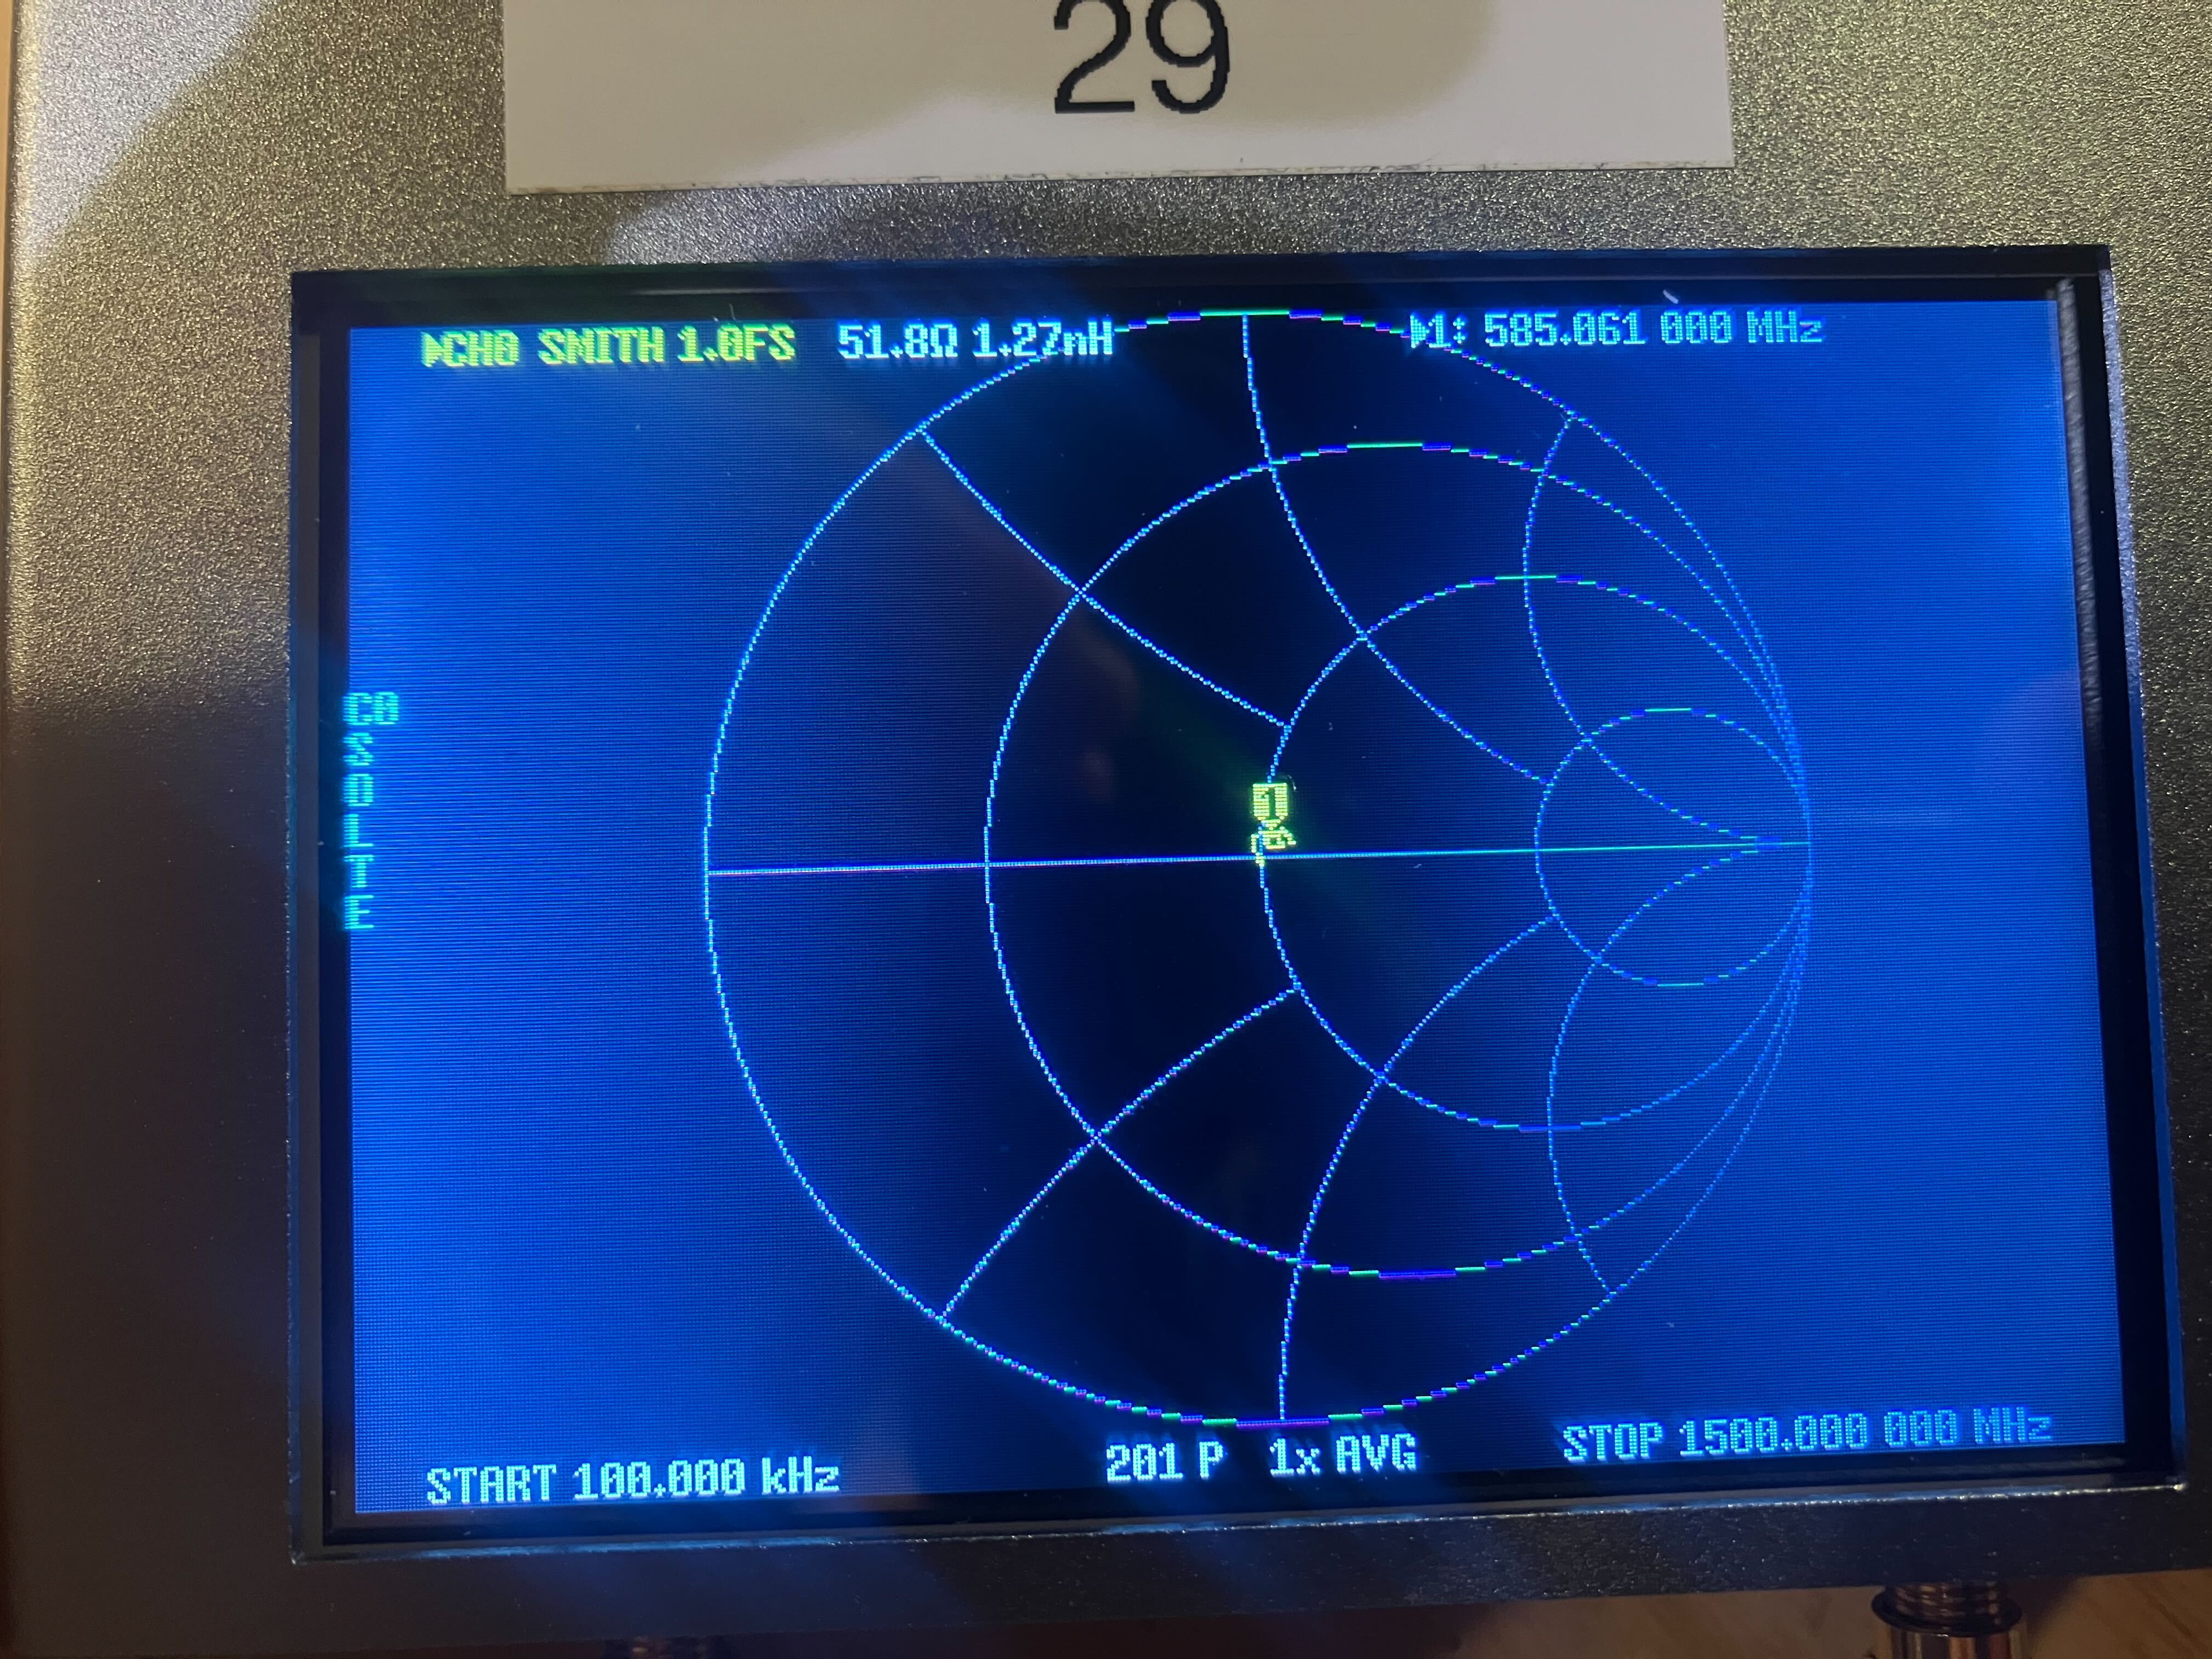 29
▶CH0 SMITH 1.0FS 51.8Ω 1.27nH ▶1: 585.061 000 MHz
C0
S
O
L
T
E
1
START 100.000 kHz 201 P 1x AVG STOP 1500.000 000 MHz